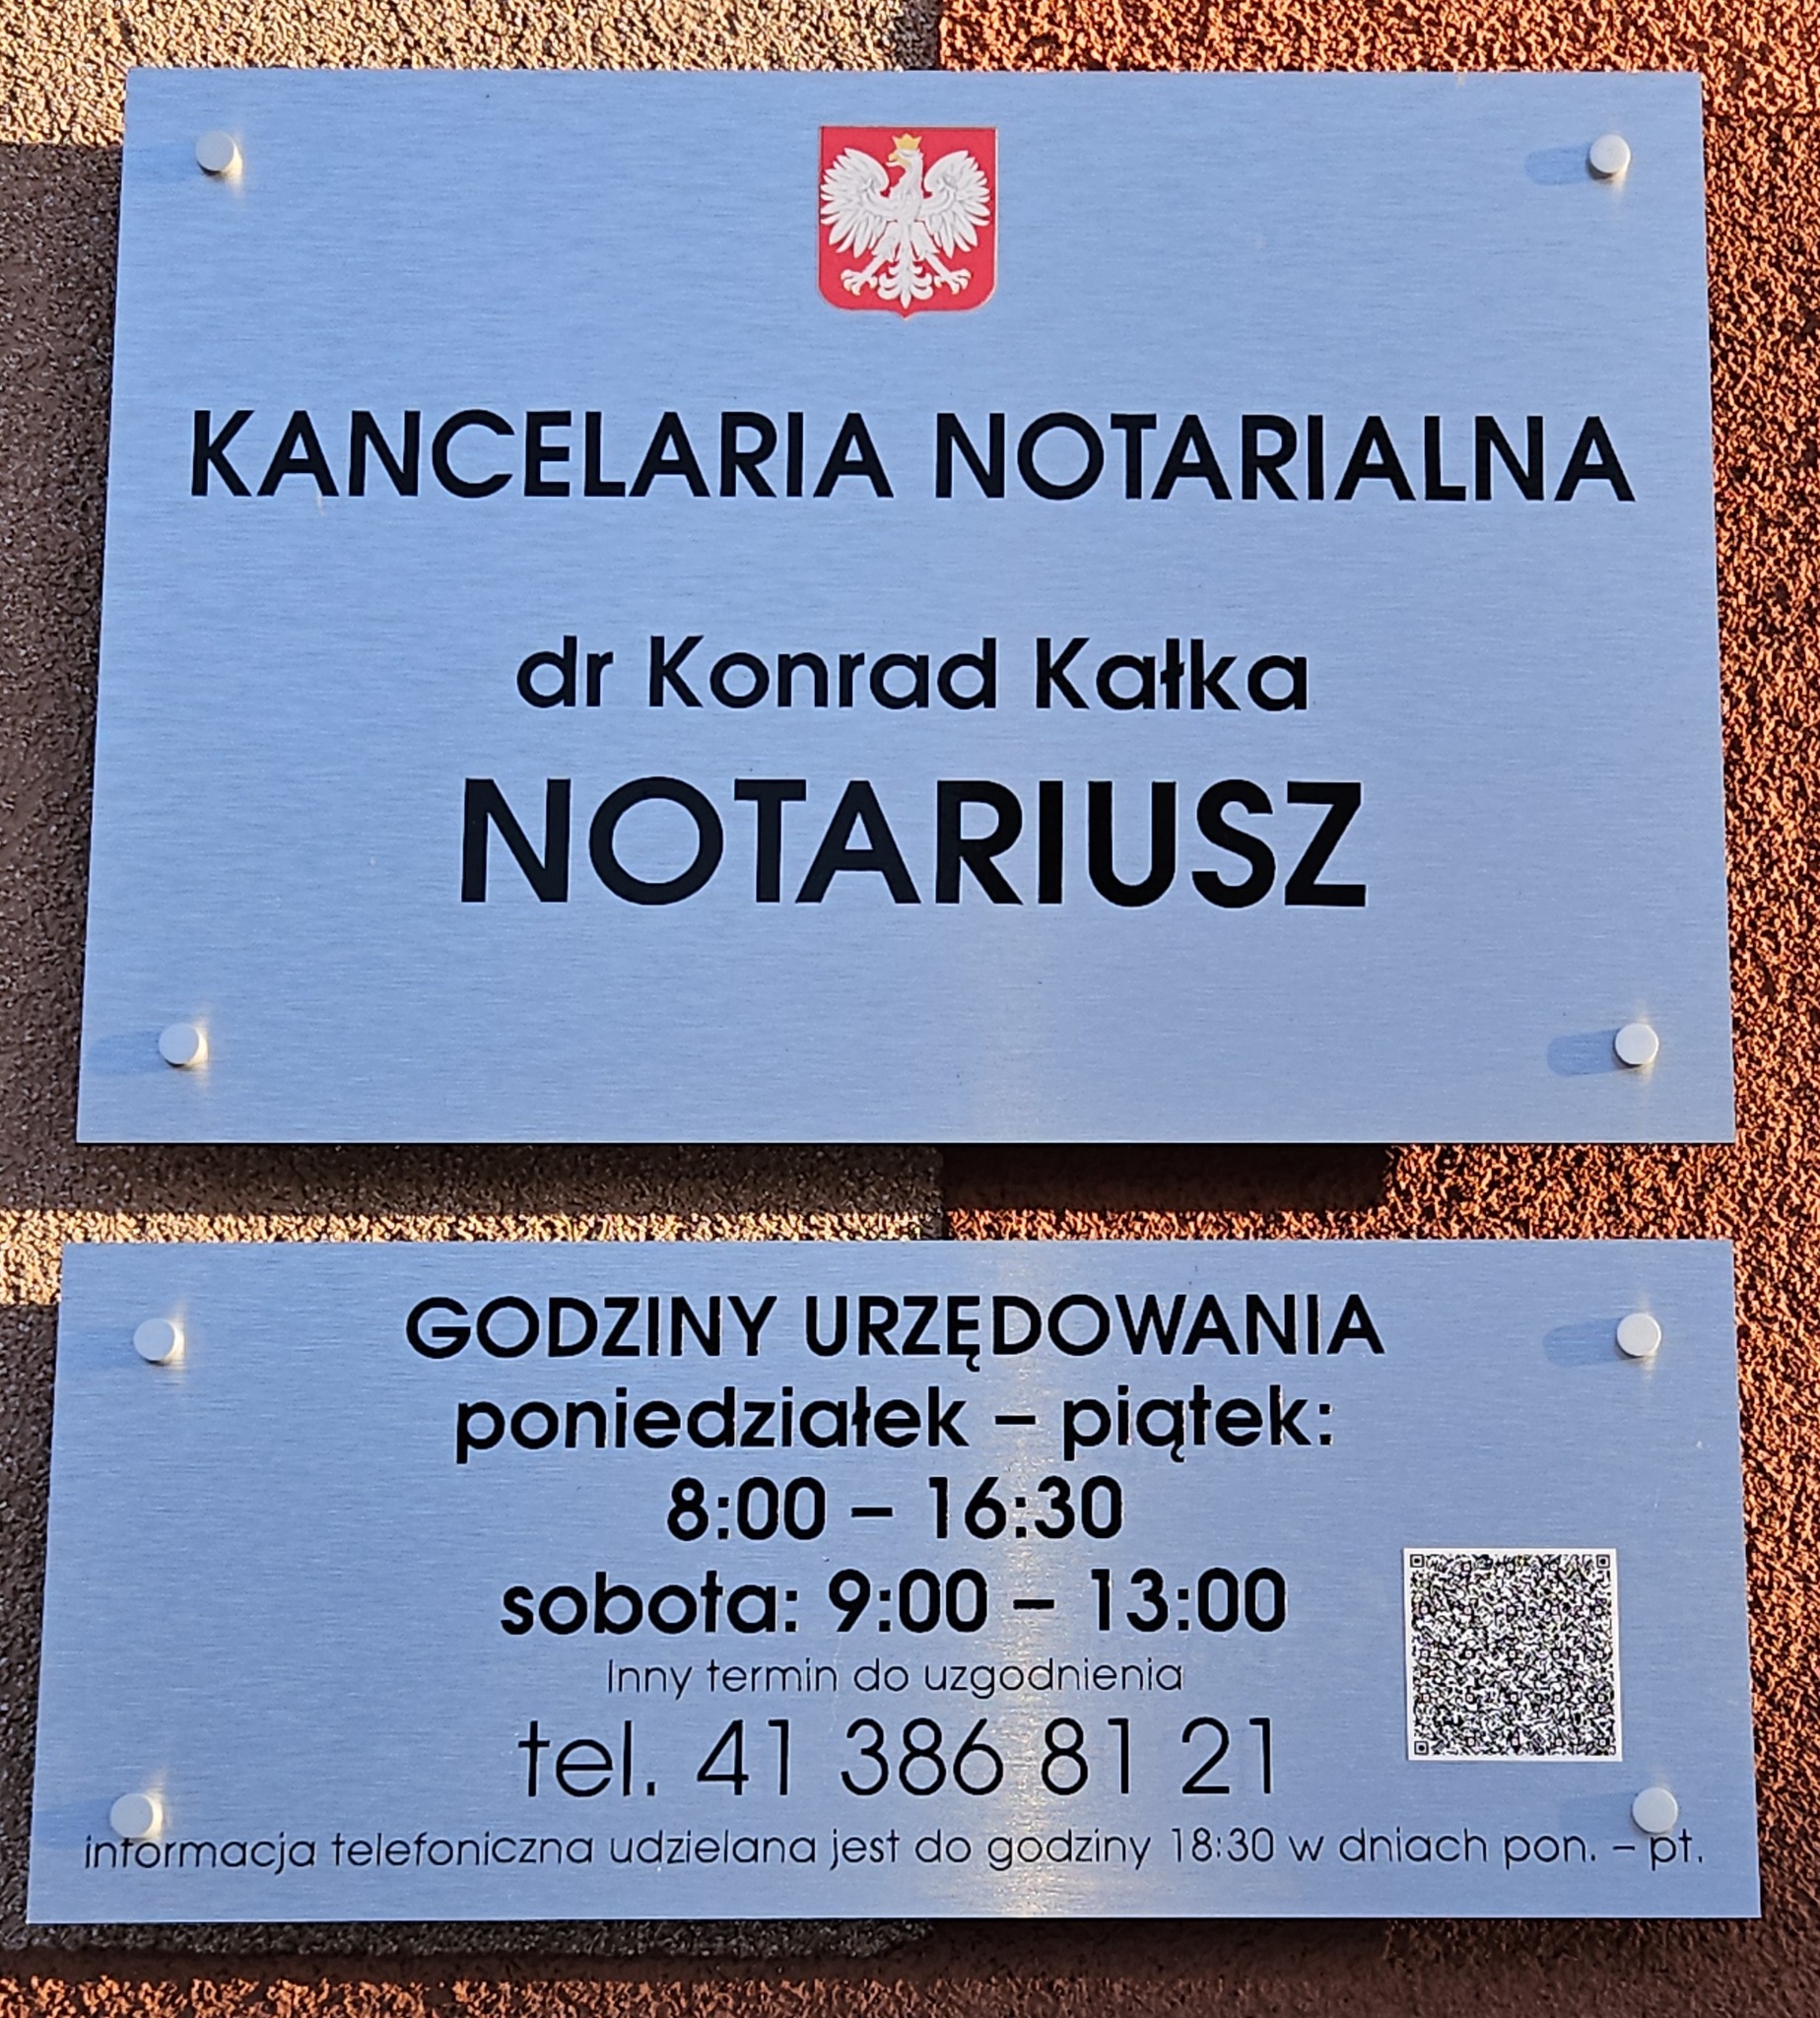 KANCELARIA NOTARIALNA
dr Konrad Kałka
NOTARIUSZ
GODZINY URZĘDOWANIA
poniedziałek – piątek:
8:00 – 16:30
sobota: 9:00 – 13:00
Inny termin do uzgodnienia
tel. 41 386 81 21
informacja telefoniczna udzielana jest do godziny 18:30 w dniach pon. – pt.